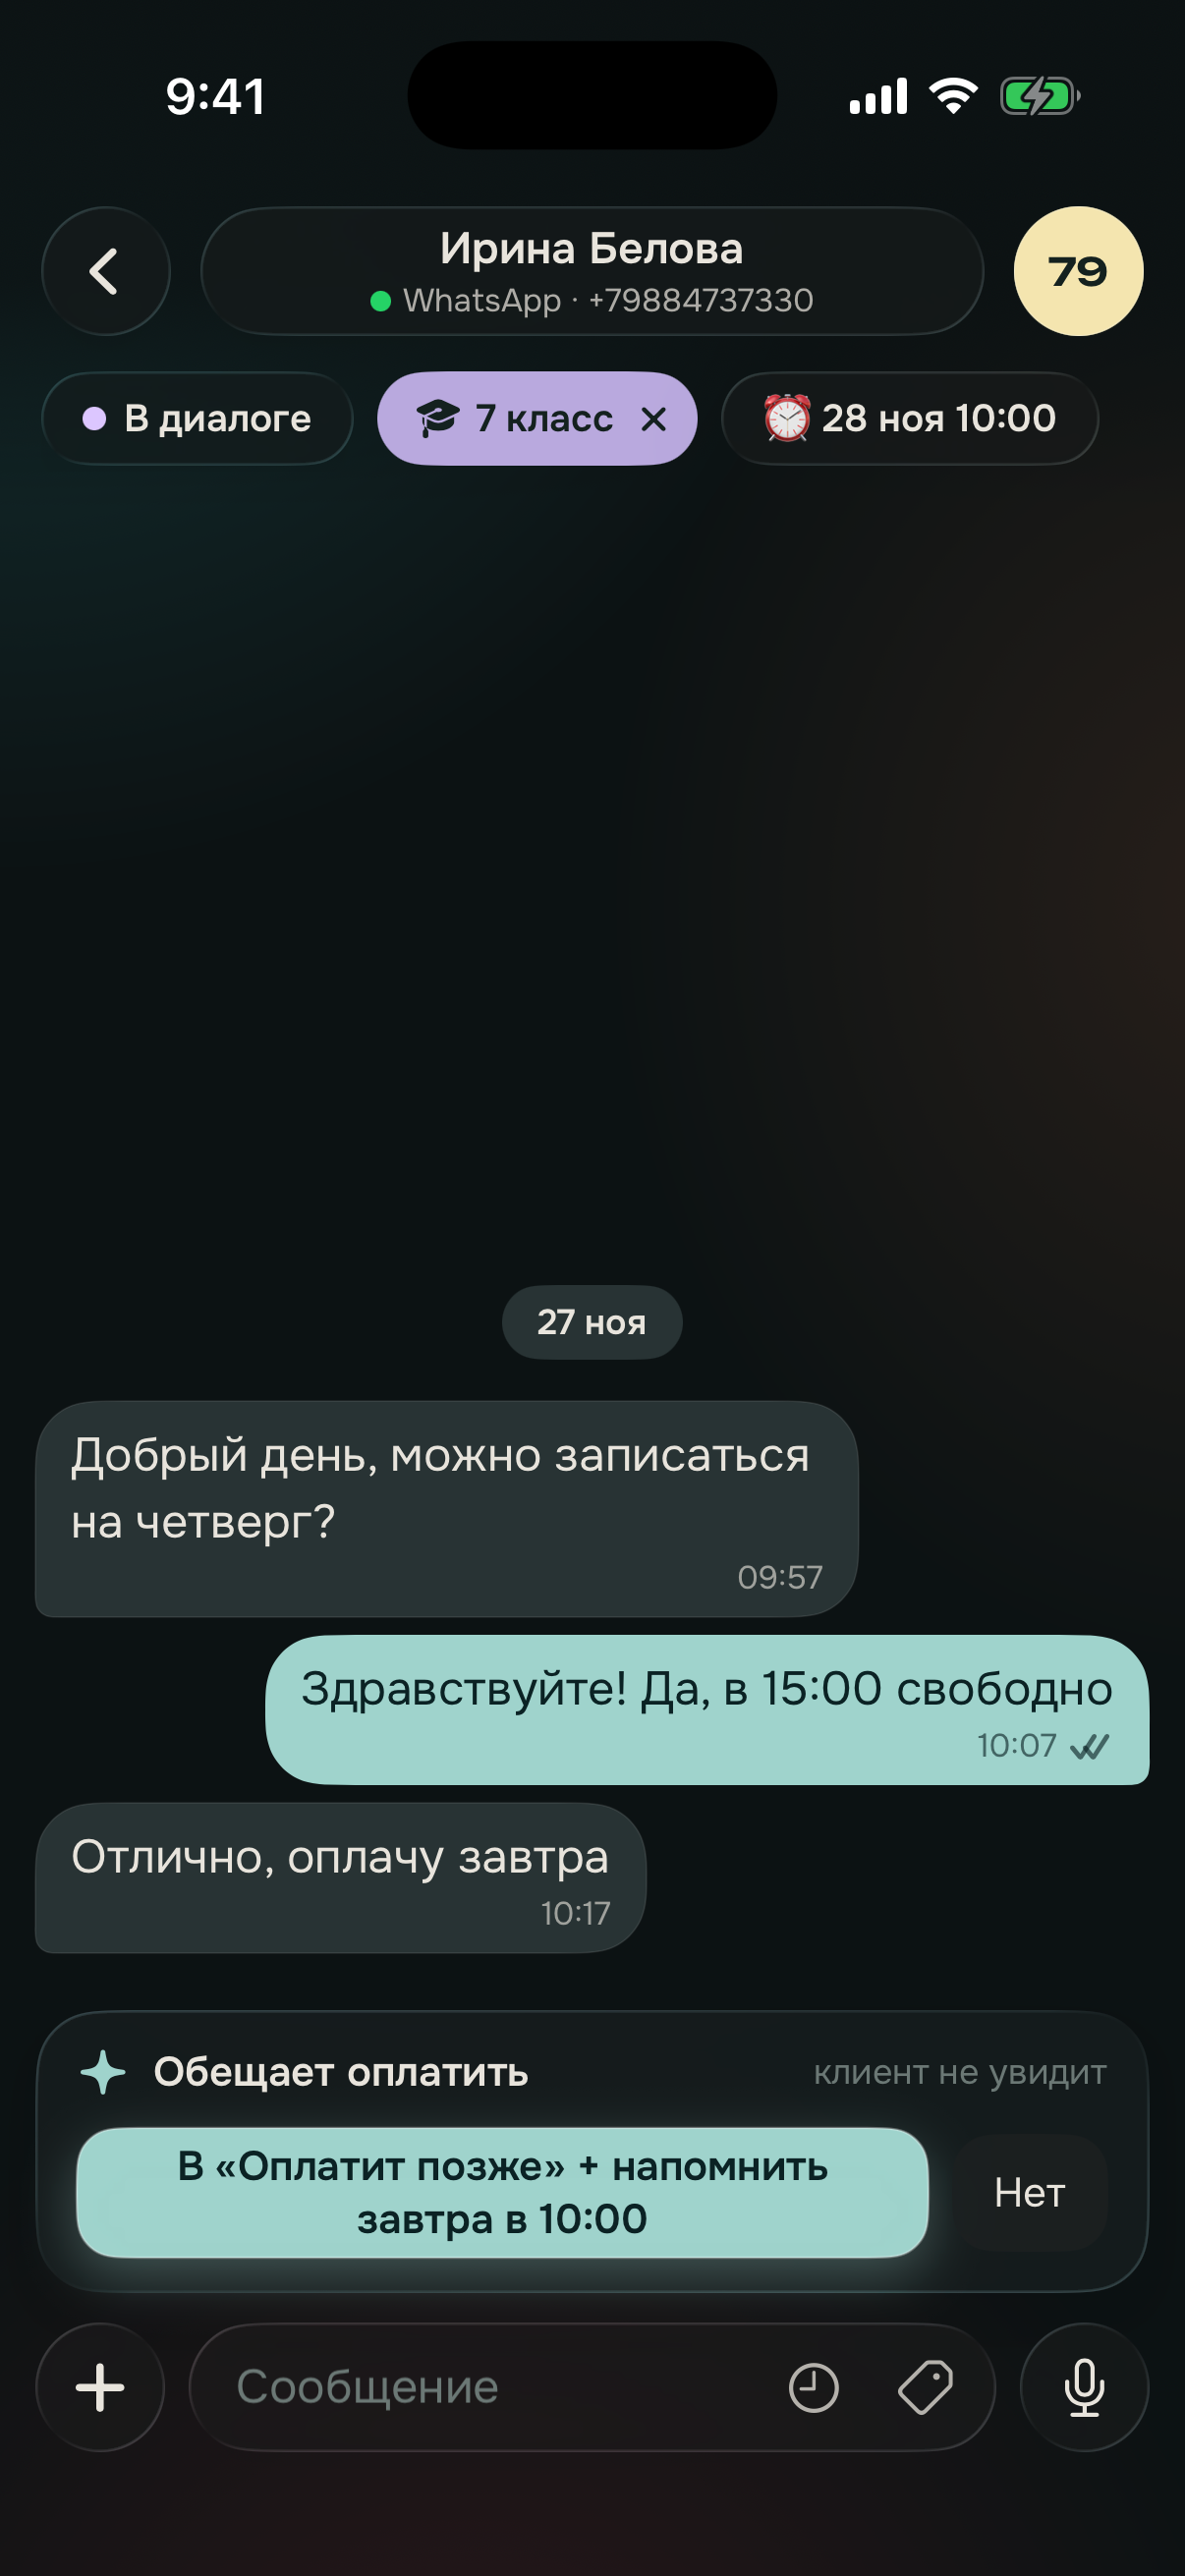 9:41
Ирина Белова
WhatsApp · +79884737330
79
В диалоге
7 класс
28 ноя 10:00
27 ноя
Добрый день, можно записаться
на четверг?
09:57
Здравствуйте! Да, в 15:00 свободно
10:07
Отлично, оплачу завтра
10:17
Обещает оплатить
клиент не увидит
В «Оплатит позже» + напомнить
завтра в 10:00
Нет
Сообщение